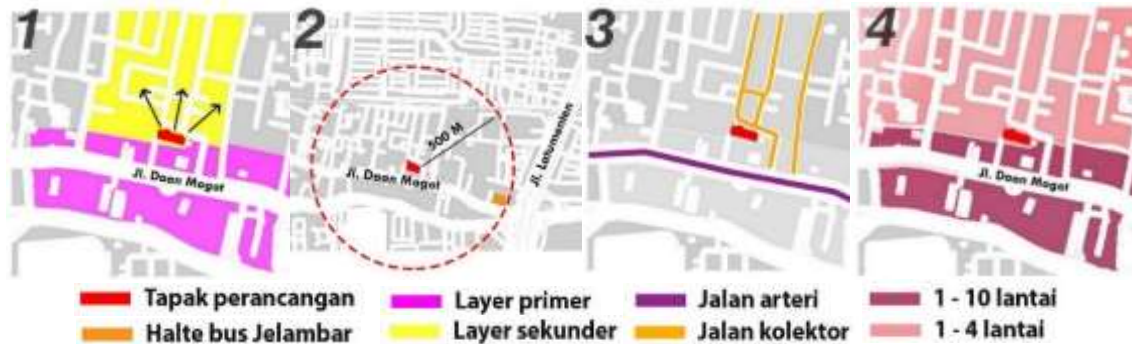 1
2
3
4
Jl. Daan Mogot
500 M
Jl. Daan Mogot
Jl. Latumenten
Jl. Daan Mogot
Tapak perancangan
Layer primer
Jalan arteri
1 - 10 lantai
Halte bus Jelambar
Layer sekunder
Jalan kolektor
1 - 4 lantai